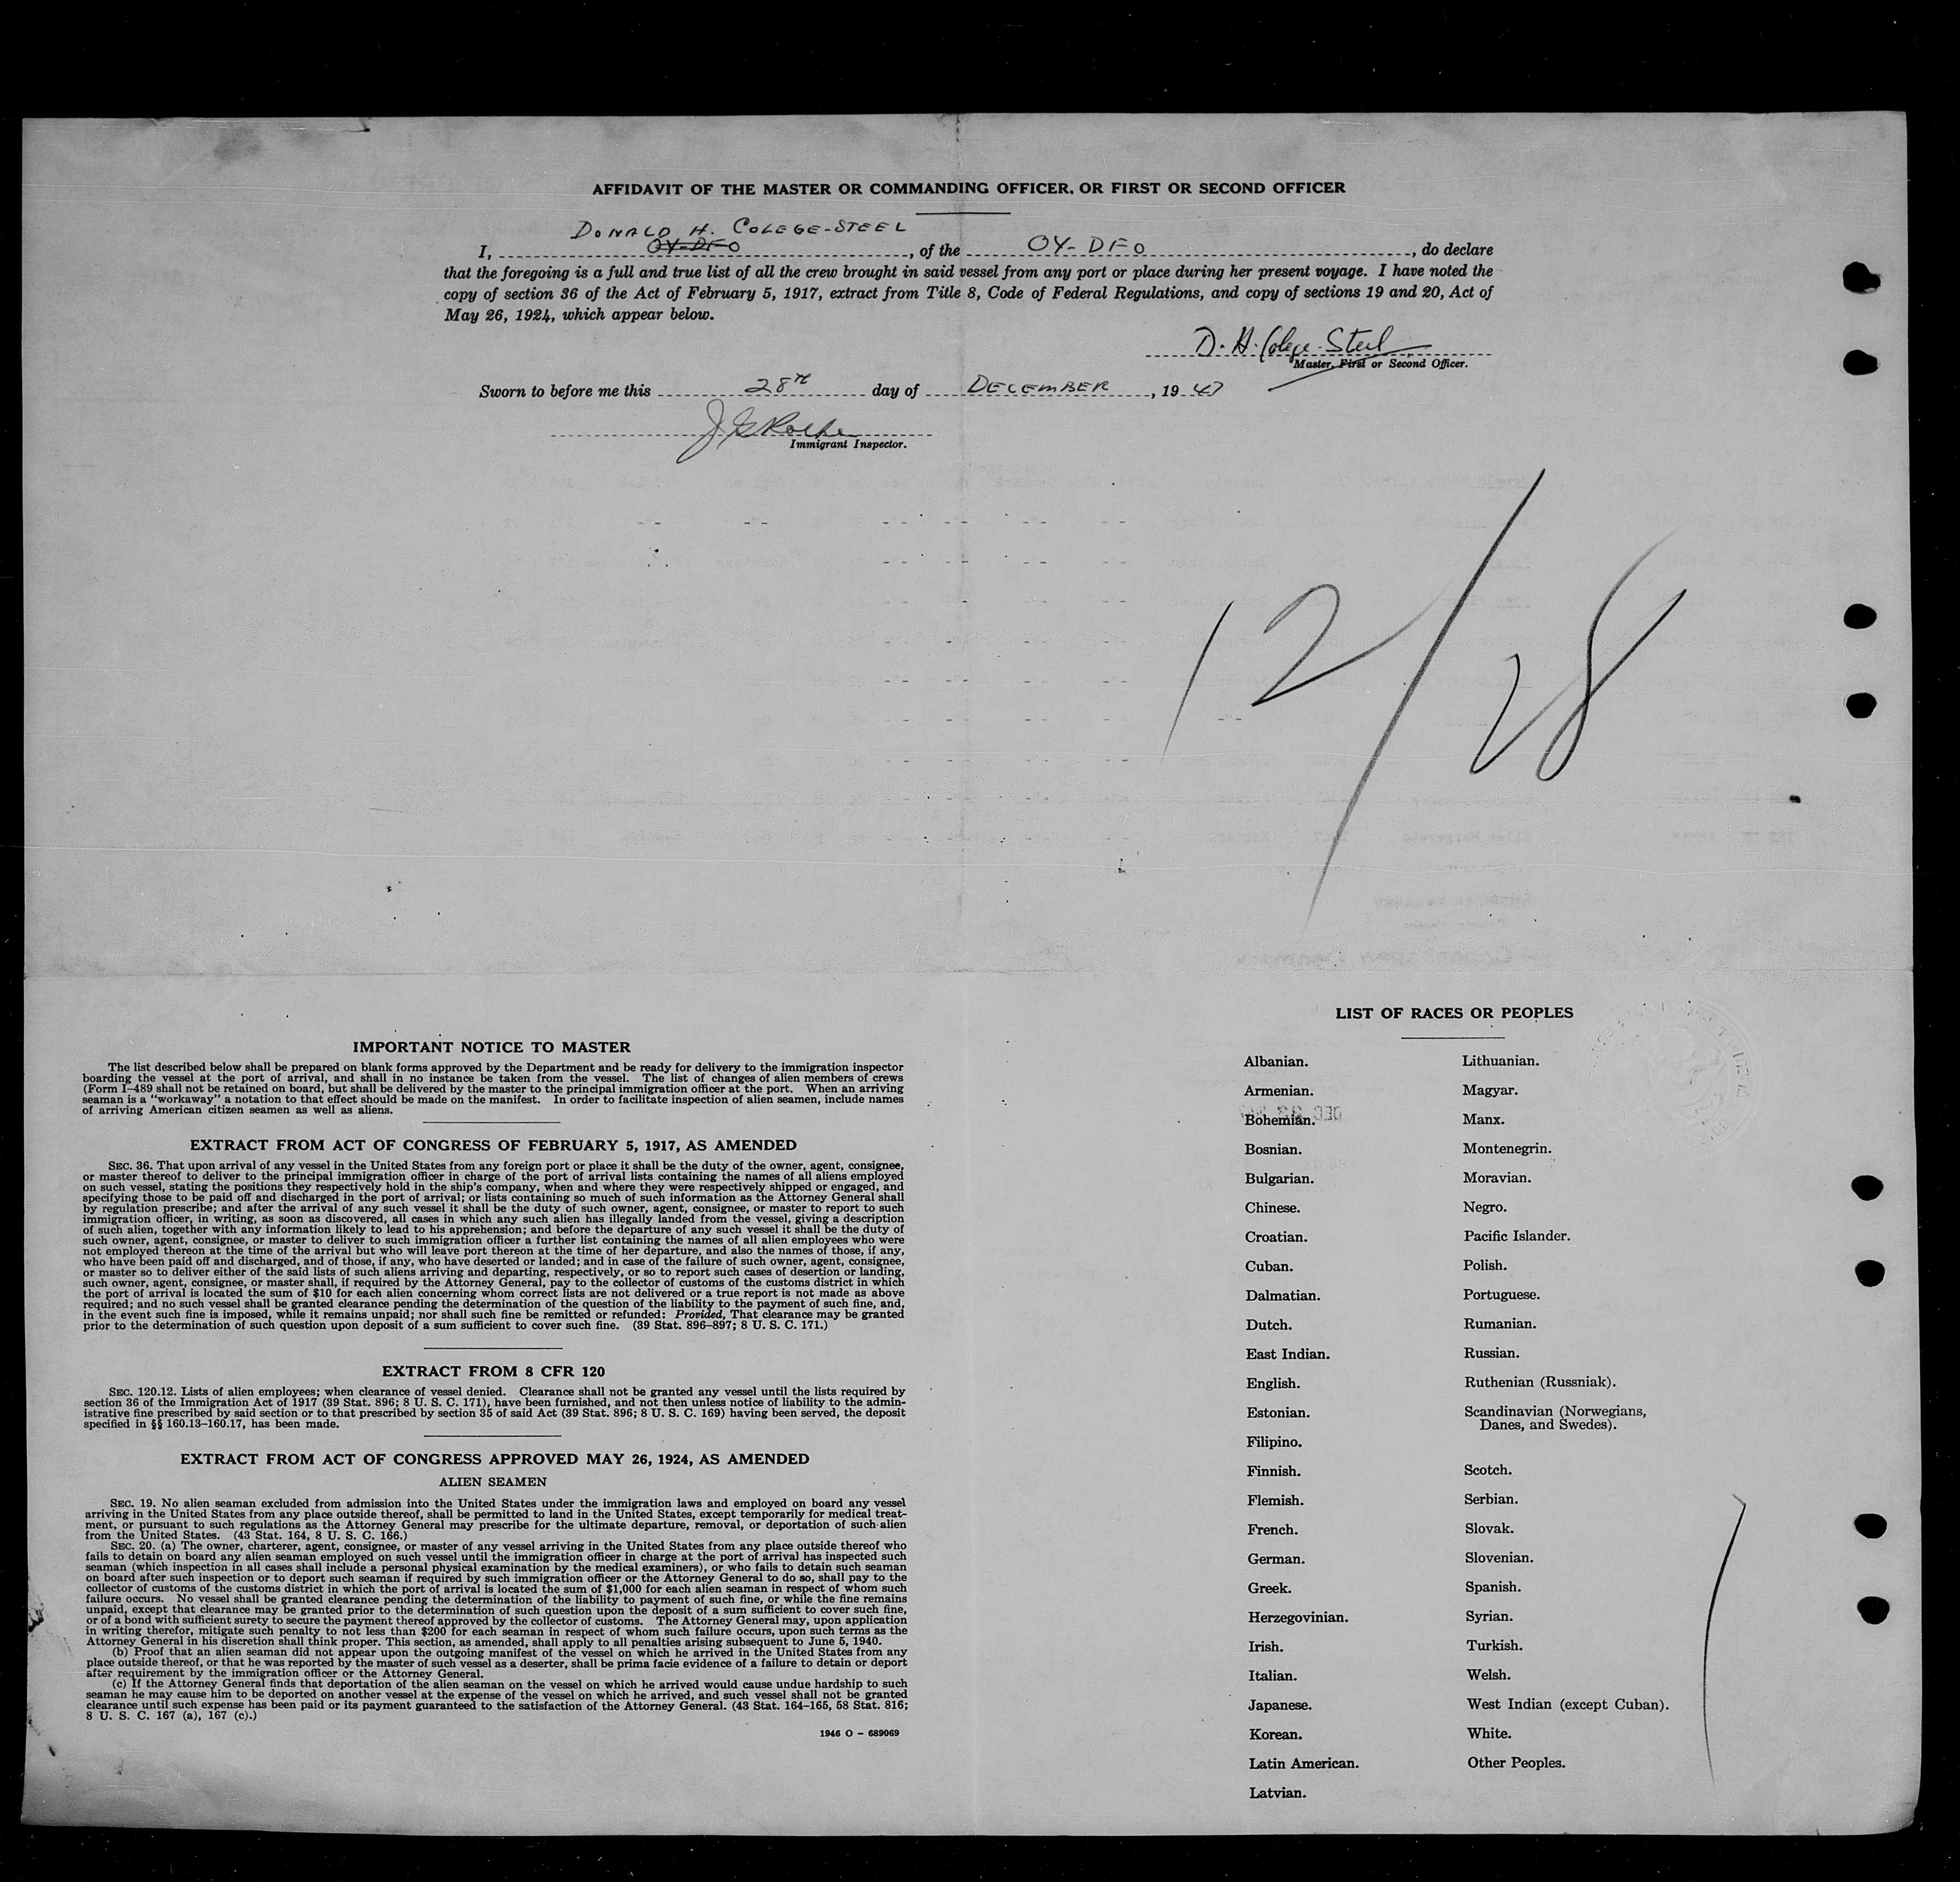 AFFIDAVIT OF THE MASTER OR COMMANDING OFFICER, OR FIRST OR SECOND OFFICER
DONALD H. COLEGE-STEEL
I, OY-DFO, of the OY-DFO, do declare
that the foregoing is a full and true list of all the crew brought in said vessel from any port or place during her present voyage. I have noted the
copy of section 36 of the Act of February 5, 1917, extract from Title 8, Code of Federal Regulations, and copy of sections 19 and 20, Act of
May 26, 1924, which appear below.
D. H. Colege-Steel
Master, First or Second Officer.
Sworn to before me this 28TH day of DECEMBER, 1947
Immigrant Inspector.
12/28
IMPORTANT NOTICE TO MASTER
The list described below shall be prepared on blank forms approved by the Department and be ready for delivery to the immigration inspector
boarding the vessel at the port of arrival, and shall in no instance be taken from the vessel. The list of changes of alien members of crews
(Form I-489 shall not be retained on board, but shall be delivered by the master to the principal immigration officer at the port. When an arriving
seaman is a "workaway" a notation to that effect should be made on the manifest. In order to facilitate inspection of alien seamen, include names
of arriving American citizen seamen as well as aliens.
EXTRACT FROM ACT OF CONGRESS OF FEBRUARY 5, 1917, AS AMENDED
SEC. 36. That upon arrival of any vessel in the United States from any foreign port or place it shall be the duty of the owner, agent, consignee,
or master thereof to deliver to the principal immigration officer in charge of the port of arrival lists containing the names of all aliens employed
on such vessel, stating the positions they respectively hold in the ship's company, when and where they were respectively shipped or engaged, and
specifying those to be paid off and discharged in the port of arrival; or lists containing so much of such information as the Attorney General shall
by regulation prescribe; and after the arrival of any such vessel it shall be the duty of such owner, agent, consignee, or master to report to such
immigration officer, in writing, as soon as discovered, all cases in which any such alien has illegally landed from the vessel, giving a description
of such alien, together with any information likely to lead to his apprehension; and before the departure of any such vessel it shall be the duty of
such owner, agent, consignee, or master to deliver to such immigration officer a further list containing the names of all alien employees who were
not employed thereon at the time of the arrival but who will leave port thereon at the time of her departure, and also the names of those, if any,
who have been paid off and discharged, and of those, if any, who have deserted or landed; and in case of the failure of such owner, agent, consignee,
or master so to deliver either of the said lists of such aliens arriving and departing, respectively, or so to report such cases of desertion or landing,
such owner, agent, consignee, or master shall, if required by the Attorney General, pay to the collector of customs of the customs district in which
the port of arrival is located the sum of $10 for each alien concerning whom correct lists are not delivered or a true report is not made as above
required; and no such vessel shall be granted clearance pending the determination of the question of the liability to the payment of such fine, and,
in the event such fine is imposed, while it remains unpaid; nor shall such fine be remitted or refunded: Provided, That clearance may be granted
prior to the determination of such question upon deposit of a sum sufficient to cover such fine. (39 Stat. 896-897; 8 U. S. C. 171.)
EXTRACT FROM 8 CFR 120
SEC. 120.12. Lists of alien employees; when clearance of vessel denied. Clearance shall not be granted any vessel until the lists required by
section 36 of the Immigration Act of 1917 (39 Stat. 896; 8 U. S. C. 171), have been furnished, and not then unless notice of liability to the admin-
istrative fine prescribed by said section or to that prescribed by section 35 of said Act (39 Stat. 896; 8 U. S. C. 169) having been served, the deposit
specified in §§ 160.13-160.17, has been made.
EXTRACT FROM ACT OF CONGRESS APPROVED MAY 26, 1924, AS AMENDED
ALIEN SEAMEN
SEC. 19. No alien seaman excluded from admission into the United States under the immigration laws and employed on board any vessel
arriving in the United States from any place outside thereof, shall be permitted to land in the United States, except temporarily for medical treat-
ment, or pursuant to such regulations as the Attorney General may prescribe for the ultimate departure, removal, or deportation of such alien
from the United States. (43 Stat. 164, 8 U. S. C. 166.)
SEC. 20. (a) The owner, charterer, agent, consignee, or master of any vessel arriving in the United States from any place outside thereof who
fails to detain on board any alien seaman employed on such vessel until the immigration officer in charge at the port of arrival has inspected such
seaman (which inspection in all cases shall include a personal physical examination by the medical examiners), or who fails to detain such seaman
on board after such inspection or to deport such seaman if required by such immigration officer or the Attorney General to do so, shall pay to the
collector of customs of the customs district in which the port of arrival is located the sum of $1,000 for each alien seaman in respect of whom such
failure occurs. No vessel shall be granted clearance pending the determination of the liability to payment of such fine, or while the fine remains
unpaid, except that clearance may be granted prior to the determination of such question upon the deposit of a sum sufficient to cover such fine,
or of a bond with sufficient surety to secure the payment thereof approved by the collector of customs. The Attorney General may, upon application
in writing therefor, mitigate such penalty to not less than $200 for each seaman in respect of whom such failure occurs, upon such terms as the
Attorney General in his discretion shall think proper. This section, as amended, shall apply to all penalties arising subsequent to June 5, 1940.
(b) Proof that an alien seaman did not appear upon the outgoing manifest of the vessel on which he arrived in the United States from any
place outside thereof, or that he was reported by the master of such vessel as a deserter, shall be prima facie evidence of a failure to detain or deport
after requirement by the immigration officer or the Attorney General.
(c) If the Attorney General finds that deportation of the alien seaman on the vessel on which he arrived would cause undue hardship to such
seaman he may cause him to be deported on another vessel at the expense of the vessel on which he arrived, and such vessel shall not be granted
clearance until such expense has been paid or its payment guaranteed to the satisfaction of the Attorney General. (43 Stat. 164-165, 58 Stat. 816;
8 U. S. C. 167 (a), 167 (c).)
1946 O - 689069
LIST OF RACES OR PEOPLES
Albanian.
Armenian.
Bohemian.
Bosnian.
Bulgarian.
Chinese.
Croatian.
Cuban.
Dalmatian.
Dutch.
East Indian.
English.
Estonian.
Filipino.
Finnish.
Flemish.
French.
German.
Greek.
Herzegovinian.
Irish.
Italian.
Japanese.
Korean.
Latin American.
Latvian.
Lithuanian.
Magyar.
Manx.
Montenegrin.
Moravian.
Negro.
Pacific Islander.
Polish.
Portuguese.
Rumanian.
Russian.
Ruthenian (Russniak).
Scandinavian (Norwegians,
Danes, and Swedes).
Scotch.
Serbian.
Slovak.
Slovenian.
Spanish.
Syrian.
Turkish.
Welsh.
West Indian (except Cuban).
White.
Other Peoples.